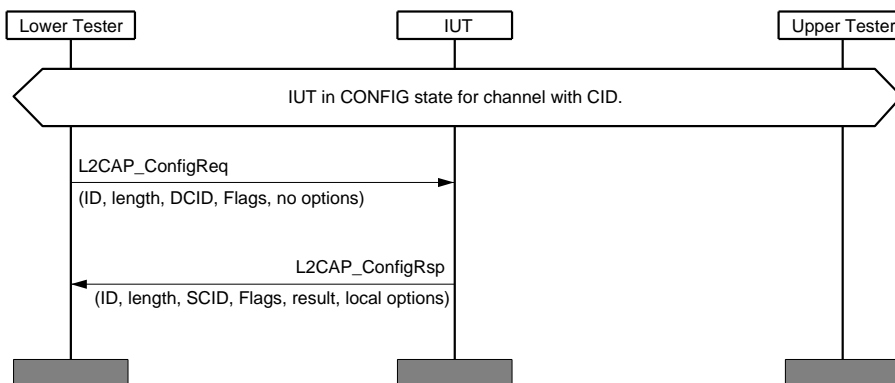 Lower Tester
IUT
Upper Tester
IUT in CONFIG state for channel with CID.
L2CAP_ConfigReq
(ID, length, DCID, Flags, no options)
L2CAP_ConfigRsp
(ID, length, SCID, Flags, result, local options)